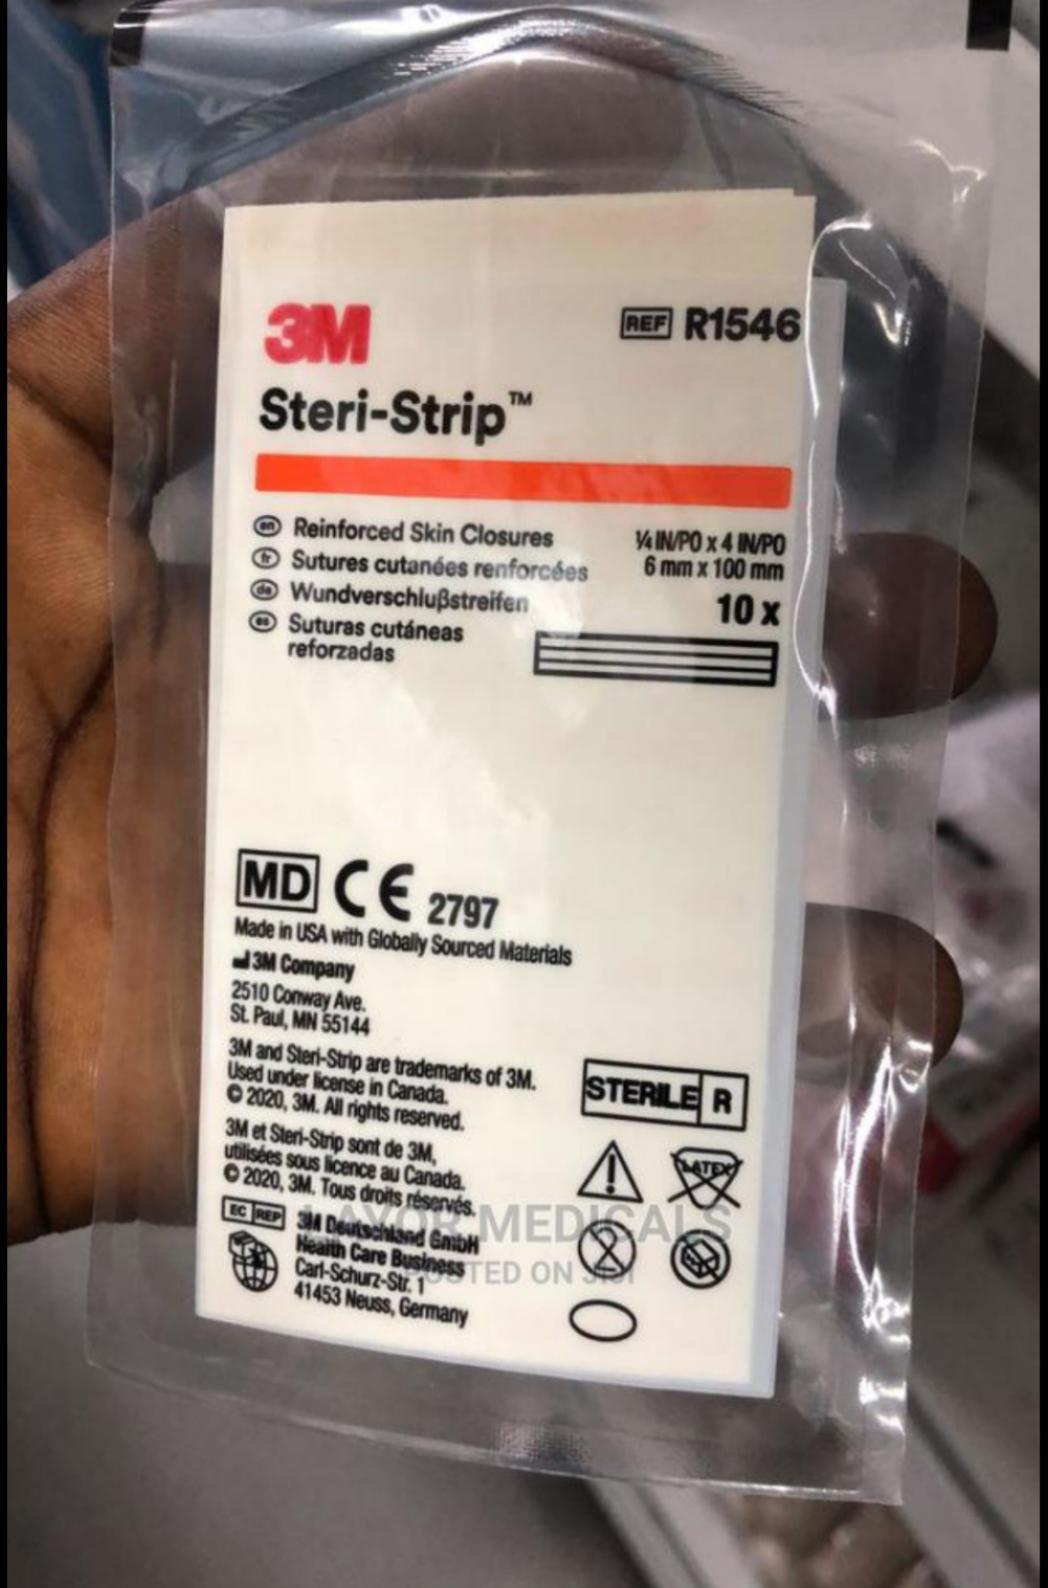 3M
REF R1546
Steri-Strip™
en Reinforced Skin Closures
fr Sutures cutanées renforcées
de Wundverschlußstreifen
es Suturas cutáneas
reforzadas
¼ IN/PO x 4 IN/PO
6 mm x 100 mm
10 x
MD CE 2797
Made in USA with Globally Sourced Materials
3M Company
2510 Conway Ave.
St. Paul, MN 55144
3M and Steri-Strip are trademarks of 3M.
Used under license in Canada.
© 2020, 3M. All rights reserved.
3M et Steri-Strip sont de 3M,
utilisées sous licence au Canada.
© 2020, 3M. Tous droits réservés.
EC REP 3M Deutschland GmbH
Health Care Business
Carl-Schurz-Str. 1
41453 Neuss, Germany
STERILE R
LATEX
2
MEDICALS
ON